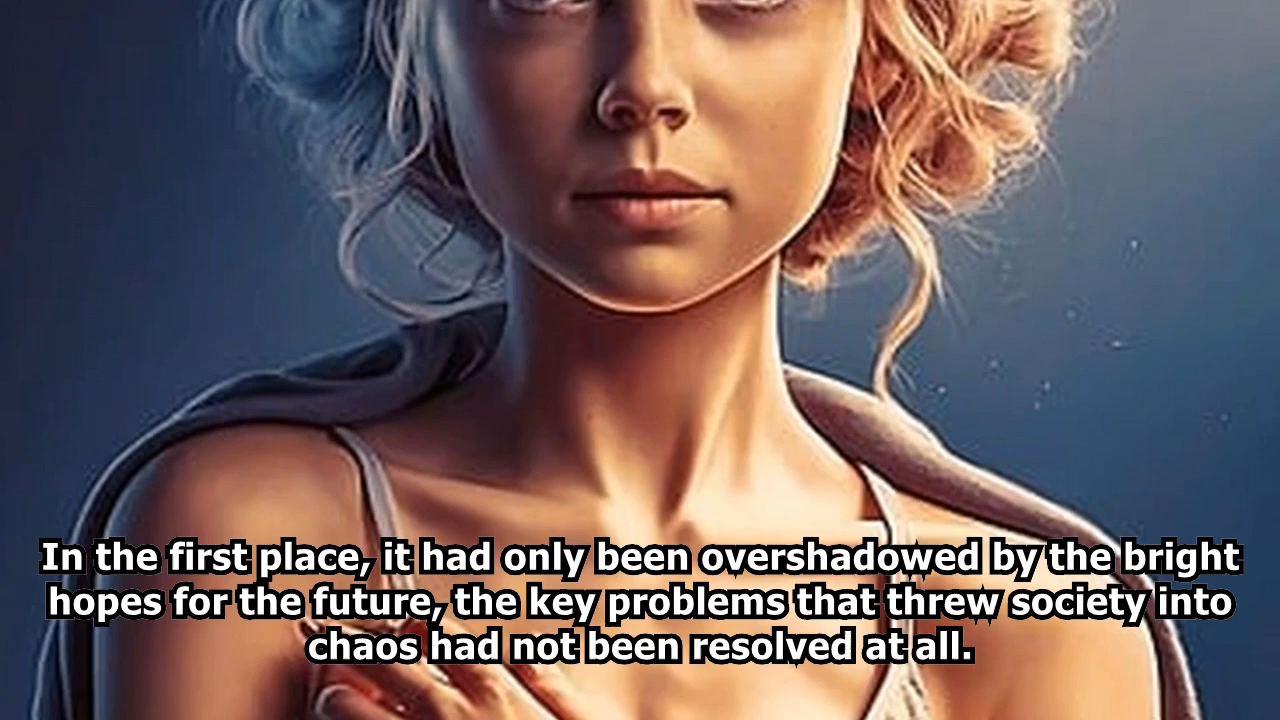 In the first place, it had only been overshadowed by the bright
hopes for the future, the key problems that threw society into
chaos had not been resolved at all.